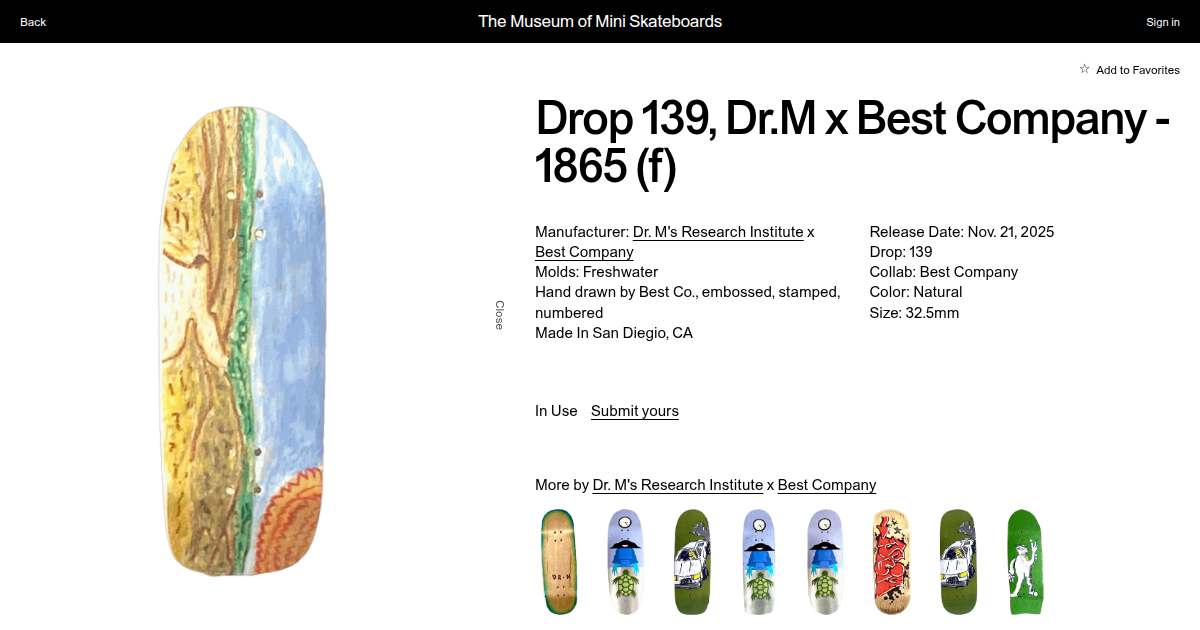 Back
The Museum of Mini Skateboards
Sign in
☆ Add to Favorites
Drop 139, Dr.M x Best Company -
1865 (f)
Manufacturer: Dr. M's Research Institute x
Best Company
Molds: Freshwater
Hand drawn by Best Co., embossed, stamped,
numbered
Made In San Diegio, CA
Release Date: Nov. 21, 2025
Drop: 139
Collab: Best Company
Color: Natural
Size: 32.5mm
Close
In Use Submit yours
More by Dr. M's Research Institute x Best Company
DR.M